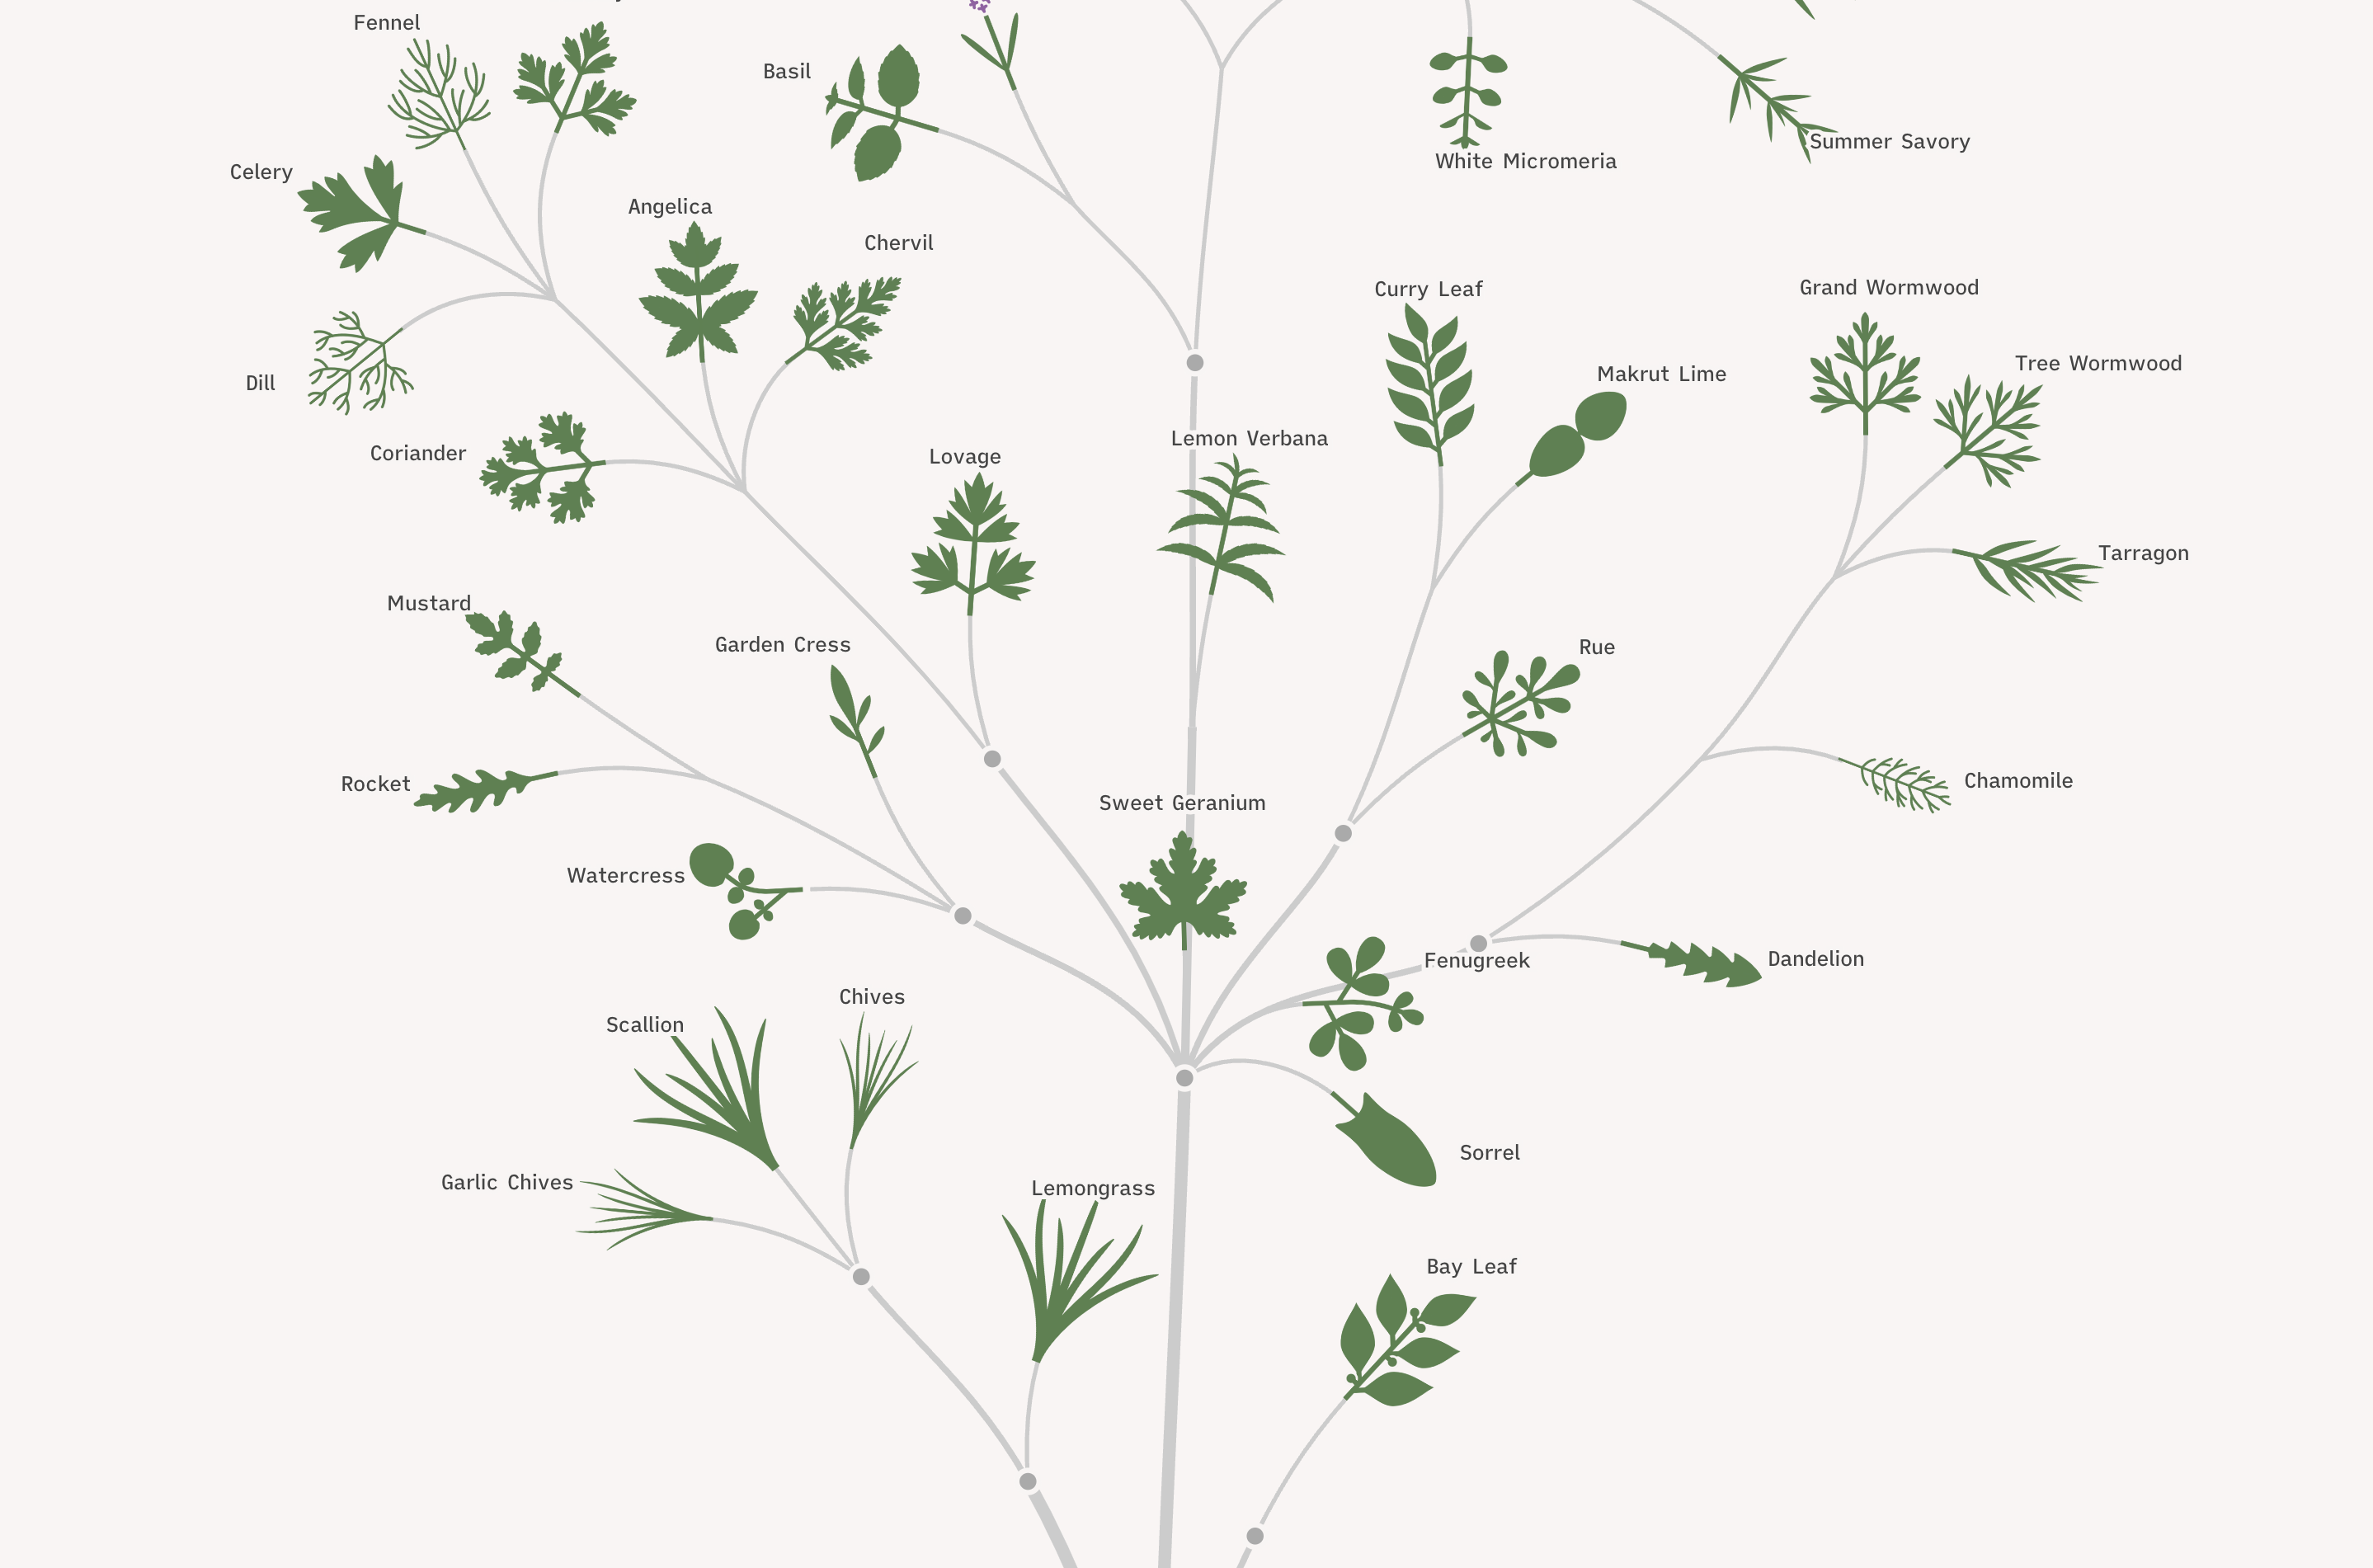 Fennel
Basil
Summer Savory
White Micromeria
Celery
Angelica
Chervil
Curry Leaf
Grand Wormwood
Tree Wormwood
Makrut Lime
Dill
Lemon Verbana
Coriander
Lovage
Tarragon
Mustard
Garden Cress
Rue
Rocket
Chamomile
Sweet Geranium
Watercress
Fenugreek
Dandelion
Chives
Scallion
Sorrel
Garlic Chives
Lemongrass
Bay Leaf